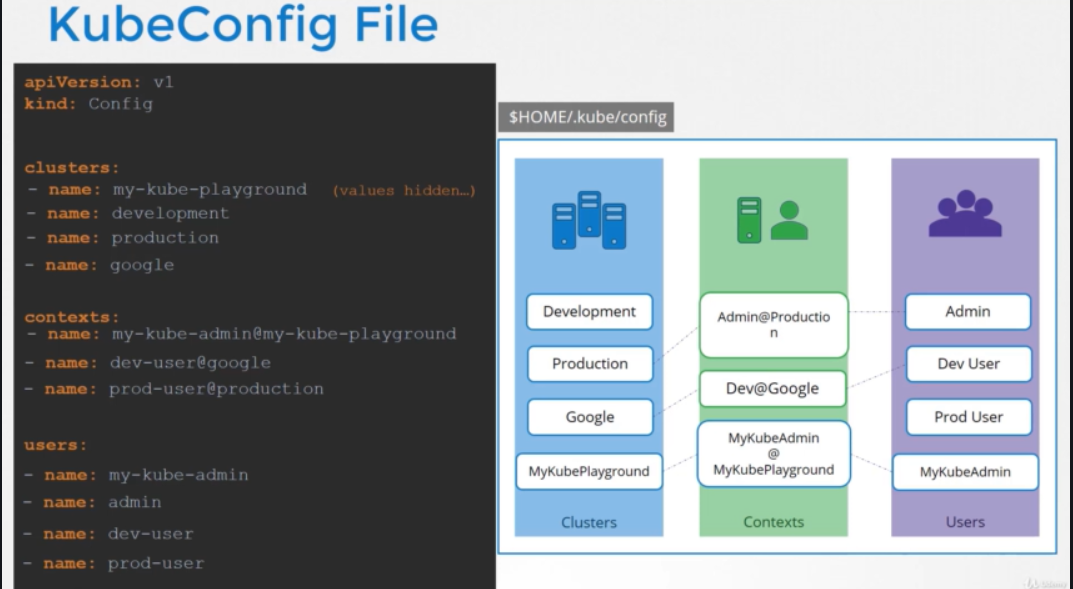 KubeConfig File
apiVersion: v1
kind: Config
clusters:
- name: my-kube-playground (values hidden…)
- name: development
- name: production
- name: google
contexts:
- name: my-kube-admin@my-kube-playground
- name: dev-user@google
- name: prod-user@production
users:
- name: my-kube-admin
- name: admin
- name: dev-user
- name: prod-user
$HOME/.kube/config
Development
Production
Google
MyKubePlayground
Clusters
Admin@Productio
n
Dev@Google
MyKubeAdmin
@
MyKubePlayground
Contexts
Admin
Dev User
Prod User
MyKubeAdmin
Users
Udemy